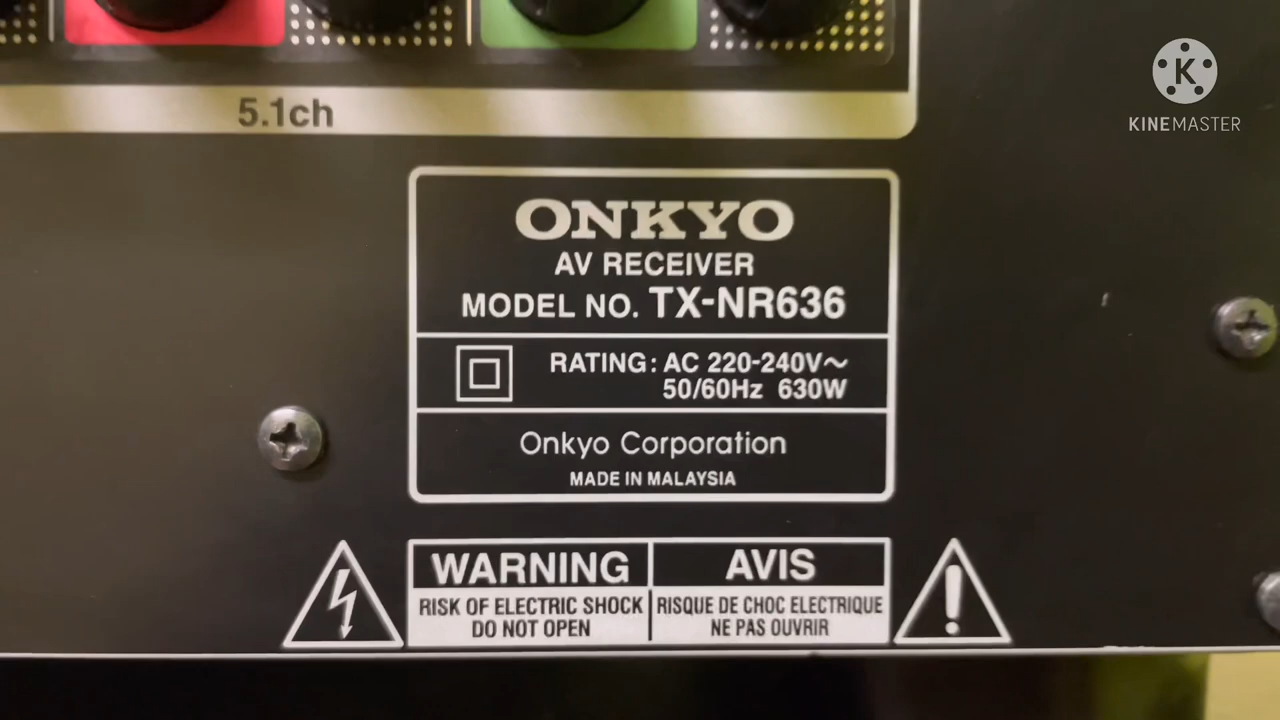 5.1ch
K
KINEMASTER
ONKYO
AV RECEIVER
MODEL NO. TX-NR636
RATING: AC 220-240V~
50/60Hz 630W
Onkyo Corporation
MADE IN MALAYSIA
WARNING
RISK OF ELECTRIC SHOCK
DO NOT OPEN
AVIS
RISQUE DE CHOC ELECTRIQUE
NE PAS OUVRIR